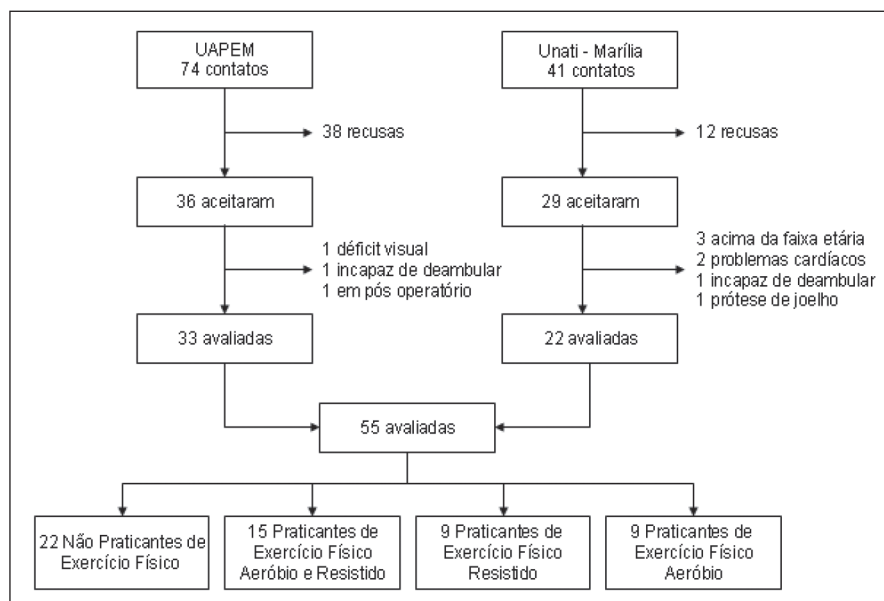 UAPEM
74 contatos
Unati - Marília
41 contatos
38 recusas
12 recusas
36 aceitaram
29 aceitaram
1 déficit visual
1 incapaz de deambular
1 em pós operatório
3 acima da faixa etária
2 problemas cardíacos
1 incapaz de deambular
1 prótese de joelho
33 avaliadas
22 avaliadas
55 avaliadas
22 Não Praticantes de
Exercício Físico
15 Praticantes de
Exercício Físico
Aeróbio e Resistido
9 Praticantes de
Exercício Físico
Resistido
9 Praticantes de
Exercício Físico
Aeróbio